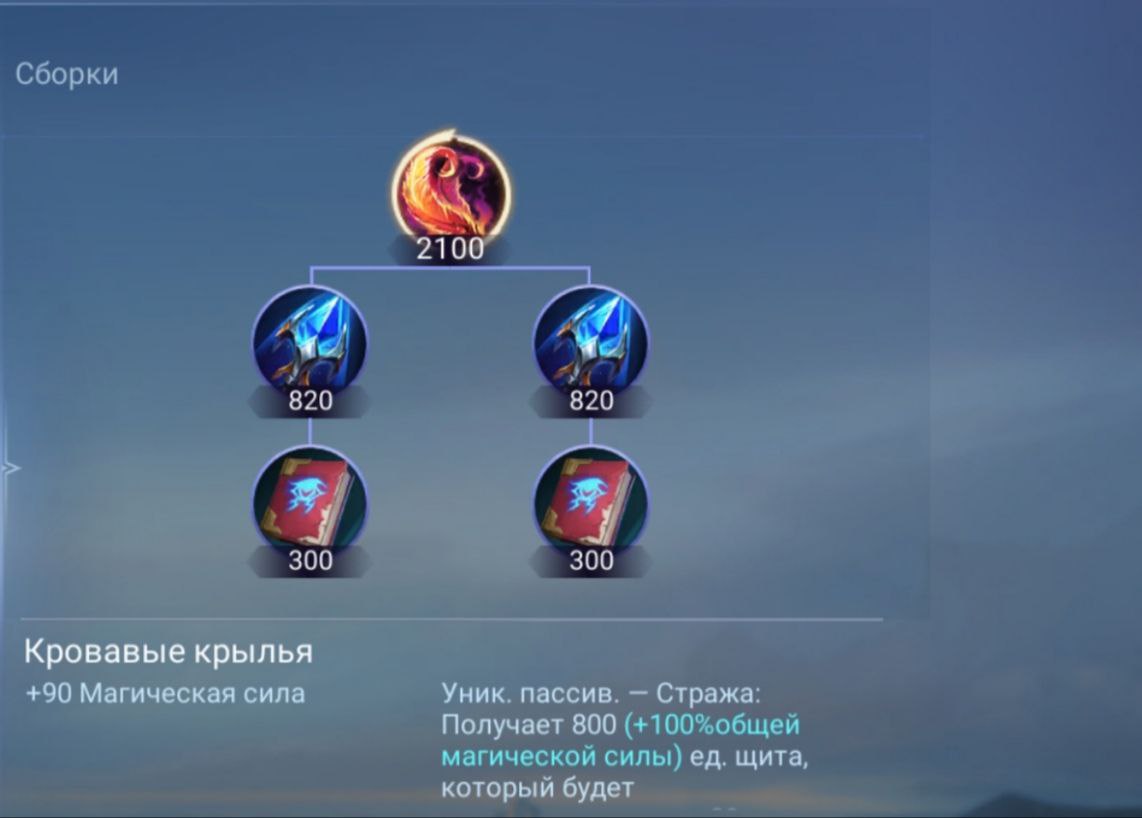 Сборки
2100
820
820
300
300
Кровавые крылья
+90 Магическая сила
Уник. пассив. — Стража:
Получает 800 (+100%общей
магической силы) ед. щита,
который будет